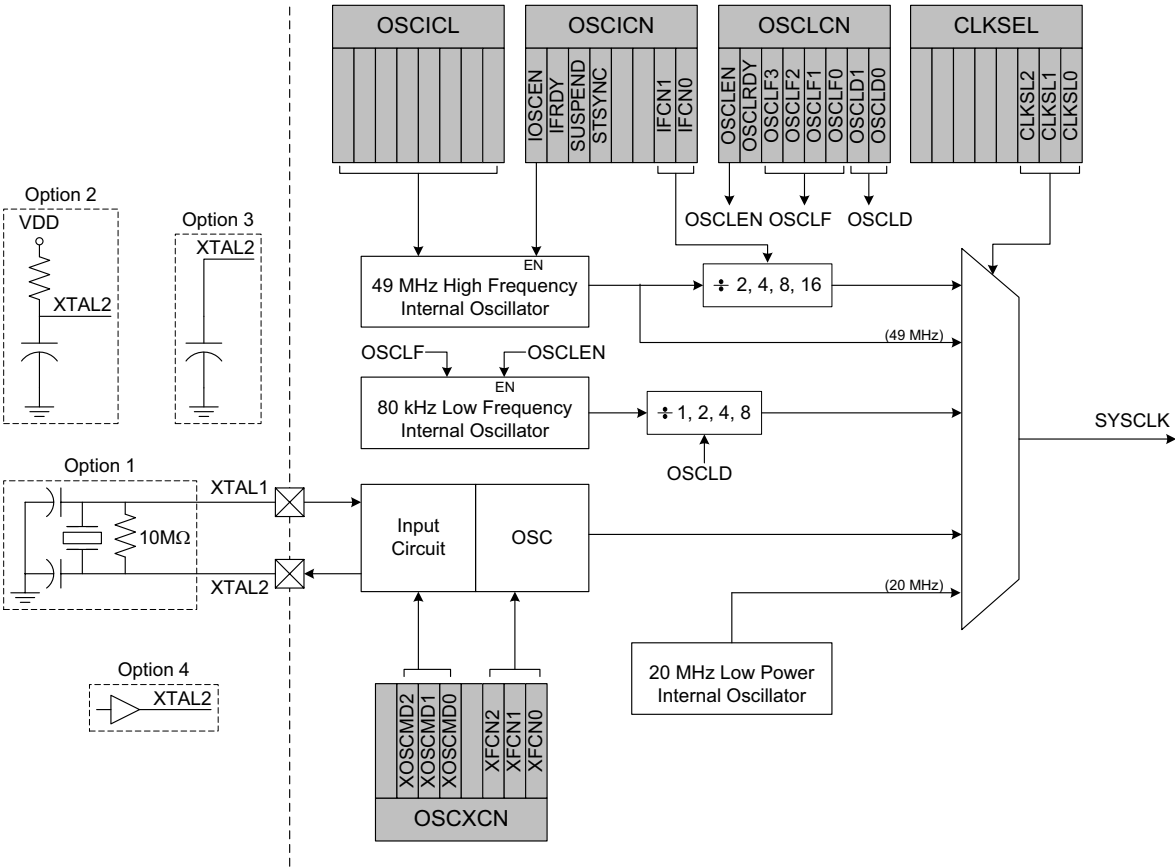 OSCICL
OSCICN
OSCLCN
CLKSEL
IOSCEN
IFRDY
SUSPEND
STSYNC
IFCN1
IFCN0
OSCLEN
OSCLRDY
OSCLF3
OSCLF2
OSCLF1
OSCLF0
OSCLD1
OSCLD0
CLKSL2
CLKSL1
CLKSL0
OSCLEN OSCLF OSCLD
Option 2
VDD
XTAL2
Option 3
XTAL2
EN
49 MHz High Frequency
Internal Oscillator
÷ 2, 4, 8, 16
(49 MHz)
OSCLF
OSCLEN
EN
80 kHz Low Frequency
Internal Oscillator
÷ 1, 2, 4, 8
OSCLD
SYSCLK
Option 1
10MΩ
XTAL1
XTAL2
Input
Circuit
OSC
(20 MHz)
20 MHz Low Power
Internal Oscillator
Option 4
XTAL2
XOSCMD2
XOSCMD1
XOSCMD0
XFCN2
XFCN1
XFCN0
OSCXCN